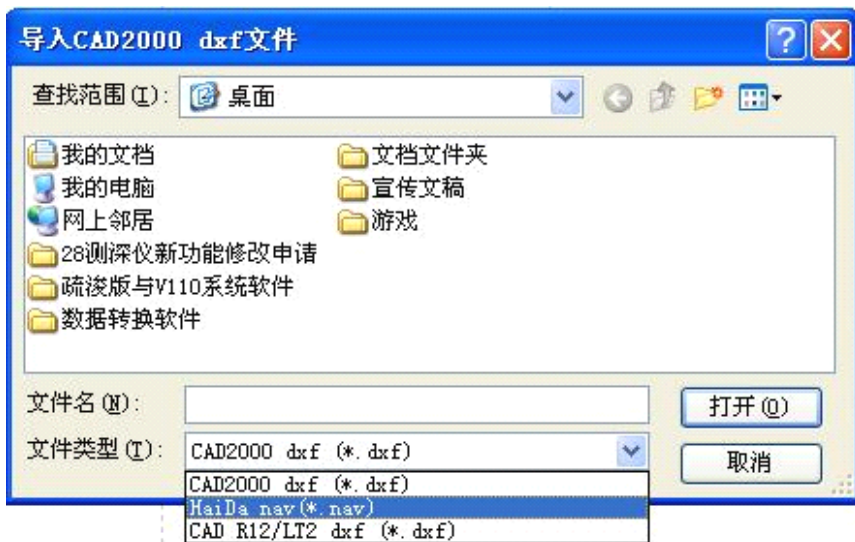 导入CAD2000 dxf文件
查找范围(I): 桌面
我的文档
我的电脑
网上邻居
28测深仪新功能修改申请
疏浚版与V110系统软件
数据转换软件
文档文件夹
宣传文稿
游戏
文件名(N):
打开(O)
文件类型(T): CAD2000 dxf (*.dxf)
取消
CAD2000 dxf (*.dxf)
HaiDa nav(*.nav)
CAD R12/LT2 dxf (*.dxf)